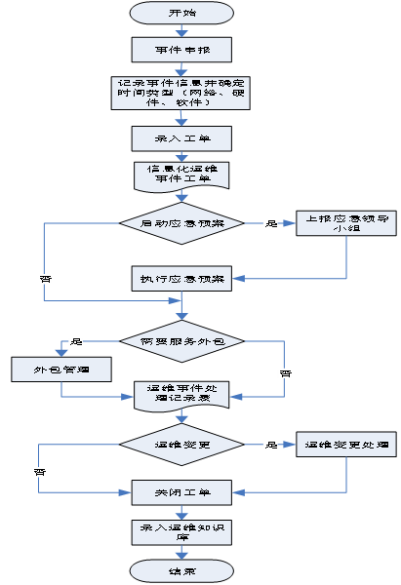 开始
事件申报
记录事件信息并确定
时间类型（网络、硬
件、软件）
录入工单
信息化运维
事件工单
启动应急预案
是
上报应急领导
小组
否
执行应急预案
需要服务外包
是
否
外包管理
运维事件处
理记录表
运维变更
是
运维变更处理
否
关闭工单
录入运维知识
库
结束